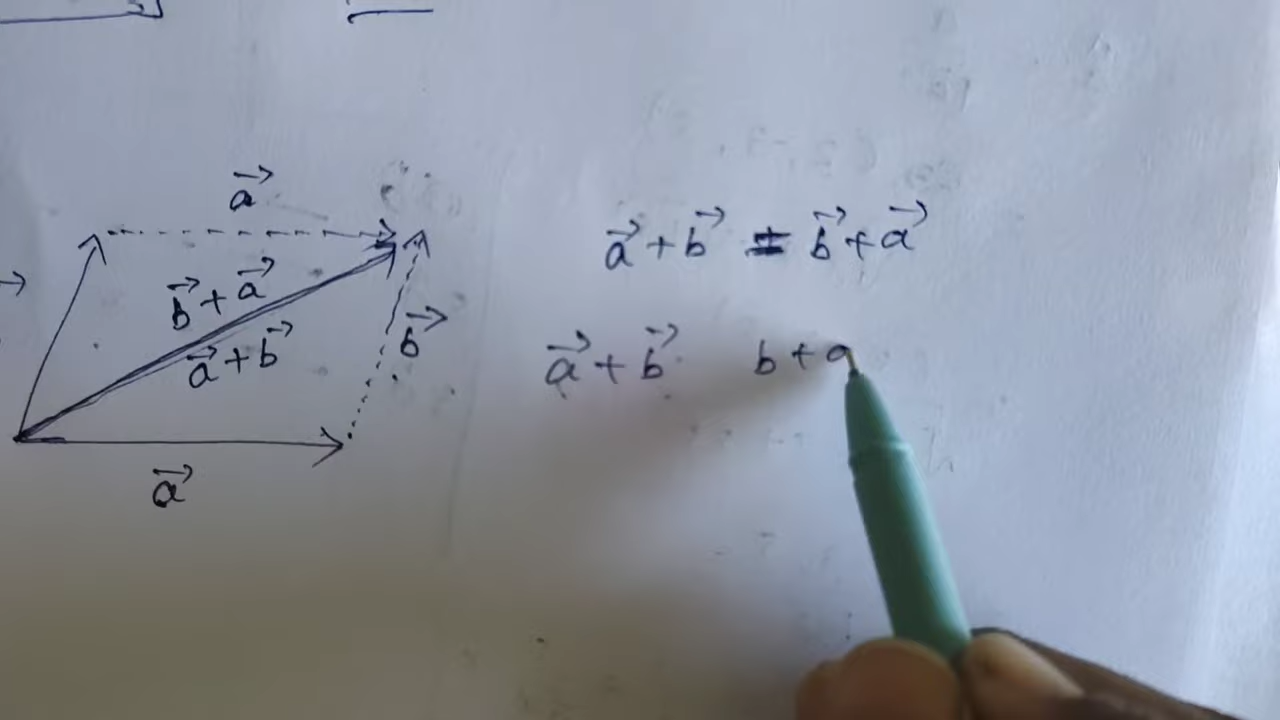 a⃗
b⃗ + a⃗
a⃗ + b⃗
b⃗
a⃗
a⃗ + b⃗ = b⃗ + a⃗
a⃗ + b⃗ b + a